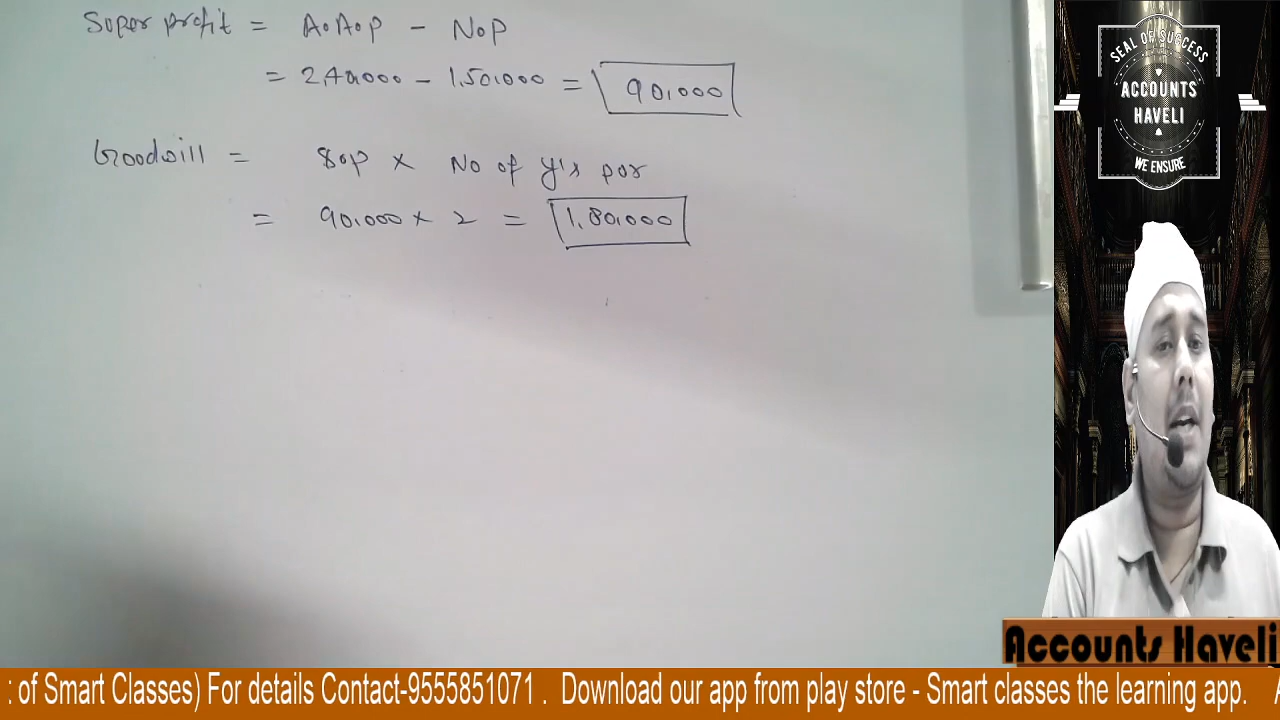 Super profit = A.A.P - N.P
= 2,40,000 - 1,50,000 = 90,000
Goodwill = S.P × No of y's pur
= 90,000 × 2 = 1,80,000
SEAL OF SUCCESS
ACCOUNTS
HAVELI
WE ENSURE
Accounts Haveli
: of Smart Classes) For details Contact-9555851071 . Download our app from play store - Smart classes the learning app.